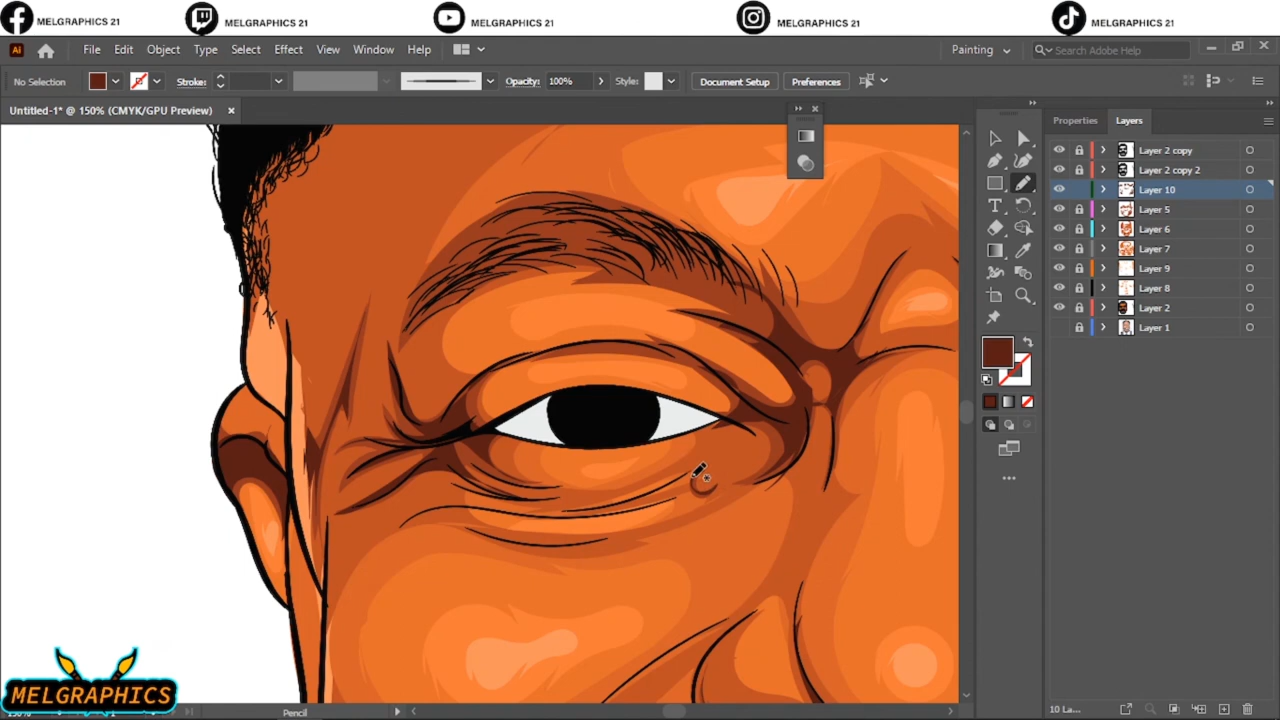 MELGRAPHICS 21
MELGRAPHICS 21
MELGRAPHICS 21
MELGRAPHICS 21
MELGRAPHICS 21
Ai File Edit Object Type Select Effect View Window Help Painting Search Adobe Help
No Selection Stroke: Opacity: 100% Style: Document Setup Preferences
Untitled-1* @ 150% (CMYK/GPU Preview)
Properties Layers
Layer 2 copy
Layer 2 copy 2
Layer 10
Layer 5
Layer 6
Layer 7
Layer 9
Layer 8
Layer 2
Layer 1
MELGRAPHICS
Pencil
10 La...